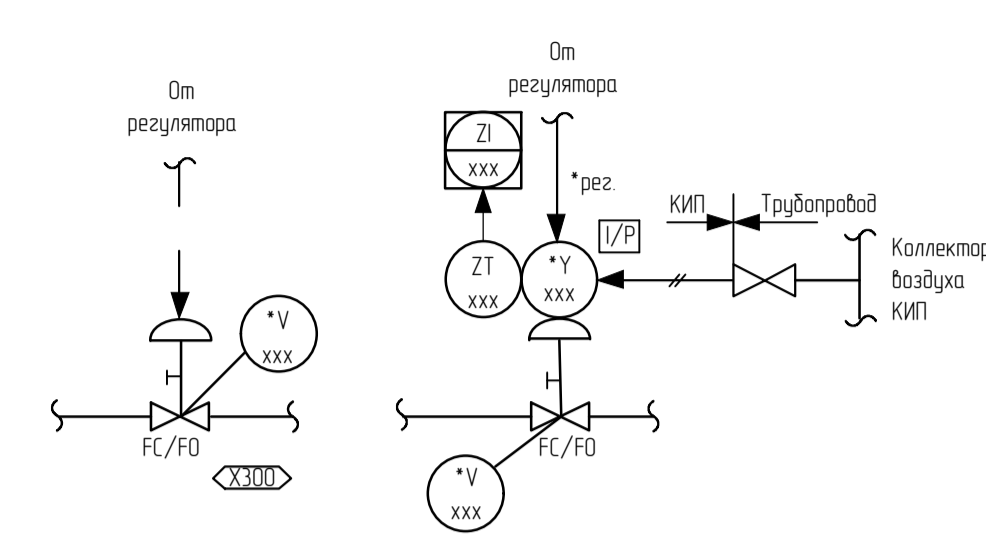 От
регулятора
*V
xxx
FC/FO
X300
От
регулятора
ZI
xxx
*рег.
I/P
ZT
xxx
*Y
xxx
КИП
Трубопровод
Коллектор
воздуха
КИП
FC/FO
*V
xxx